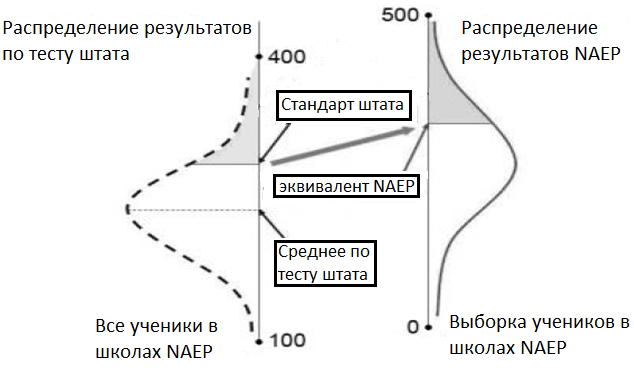 Распределение результатов
по тесту штата
400
Стандарт штата
Среднее по
тесту штата
Все ученики в
школах NAEP
100
500
Распределение
результатов NAEP
эквивалент NAEP
0
Выборка учеников в
школах NAEP